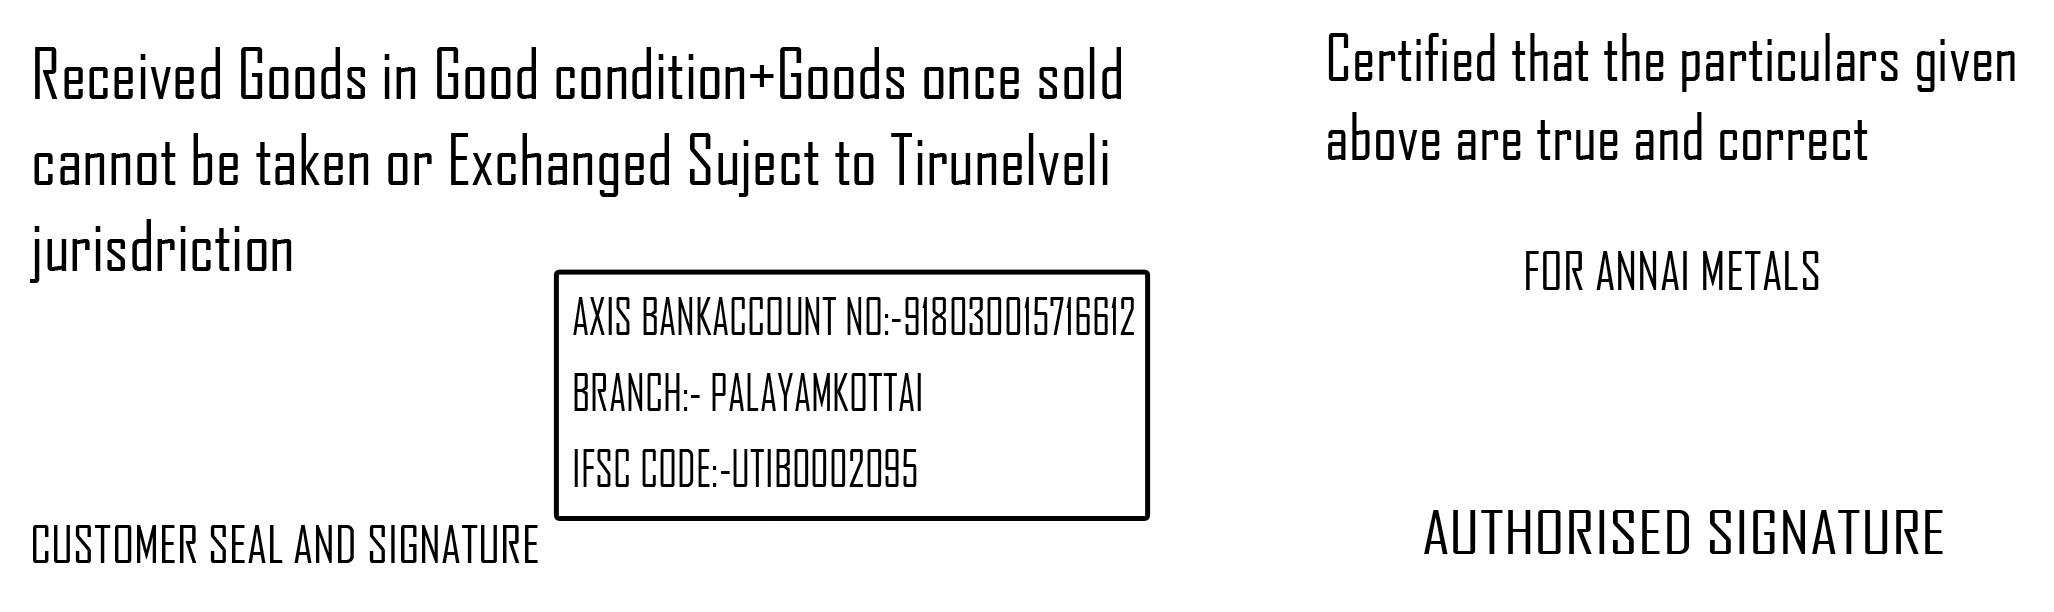 Received Goods in Good condition+Goods once sold
cannot be taken or Exchanged Suject to Tirunelveli
jurisdriction
AXIS BANKACCOUNT NO:-918030015716612
BRANCH:- PALAYAMKOTTAI
IFSC CODE:-UTIB0002095
CUSTOMER SEAL AND SIGNATURE
Certified that the particulars given
above are true and correct
FOR ANNAI METALS
AUTHORISED SIGNATURE